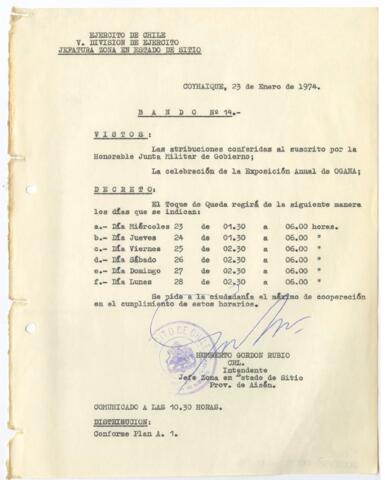 EJERCITO DE CHILE
V. DIVISION DE EJERCITO
JEFATURA ZONA EN ESTADO DE SITIO
COYHAIQUE, 23 de Enero de 1974.
B A N D O Nº 14.-
V I S T O S :
Las atribuciones conferidas al suscrito por la
Honorable Junta Militar de Gobierno;
La celebración de la Exposición Anual de OGANA;
D E C R E T O :
El Toque de Queda regirá de la siguiente manera
los días que se indican:
a.- DÍA Miércoles 23 de 01.30 a 06.00 horas.
b.- DÍA Jueves 24 de 01.30 a 06.00 "
c.- DÍA Viernes 25 de 02.30 a 06.00 "
d.- DÍA Sábado 26 de 02.30 a 06.00 "
e.- DÍA Domingo 27 de 02.30 a 06.00 "
f.- DÍA Lunes 28 de 02.30 a 06.00 "
Se pide a la ciudadanía el máximo de cooperación
en el cumplimiento de estos horarios.
HUMBERTO GORDON RUBIO
CRL.
Intendente
Jefe Zona en Estado de Sitio
Prov. de Aisén.
COMUNICADO A LAS 10.30 HORAS.
DISTRIBUCION:
Conforme Plan A. 1.